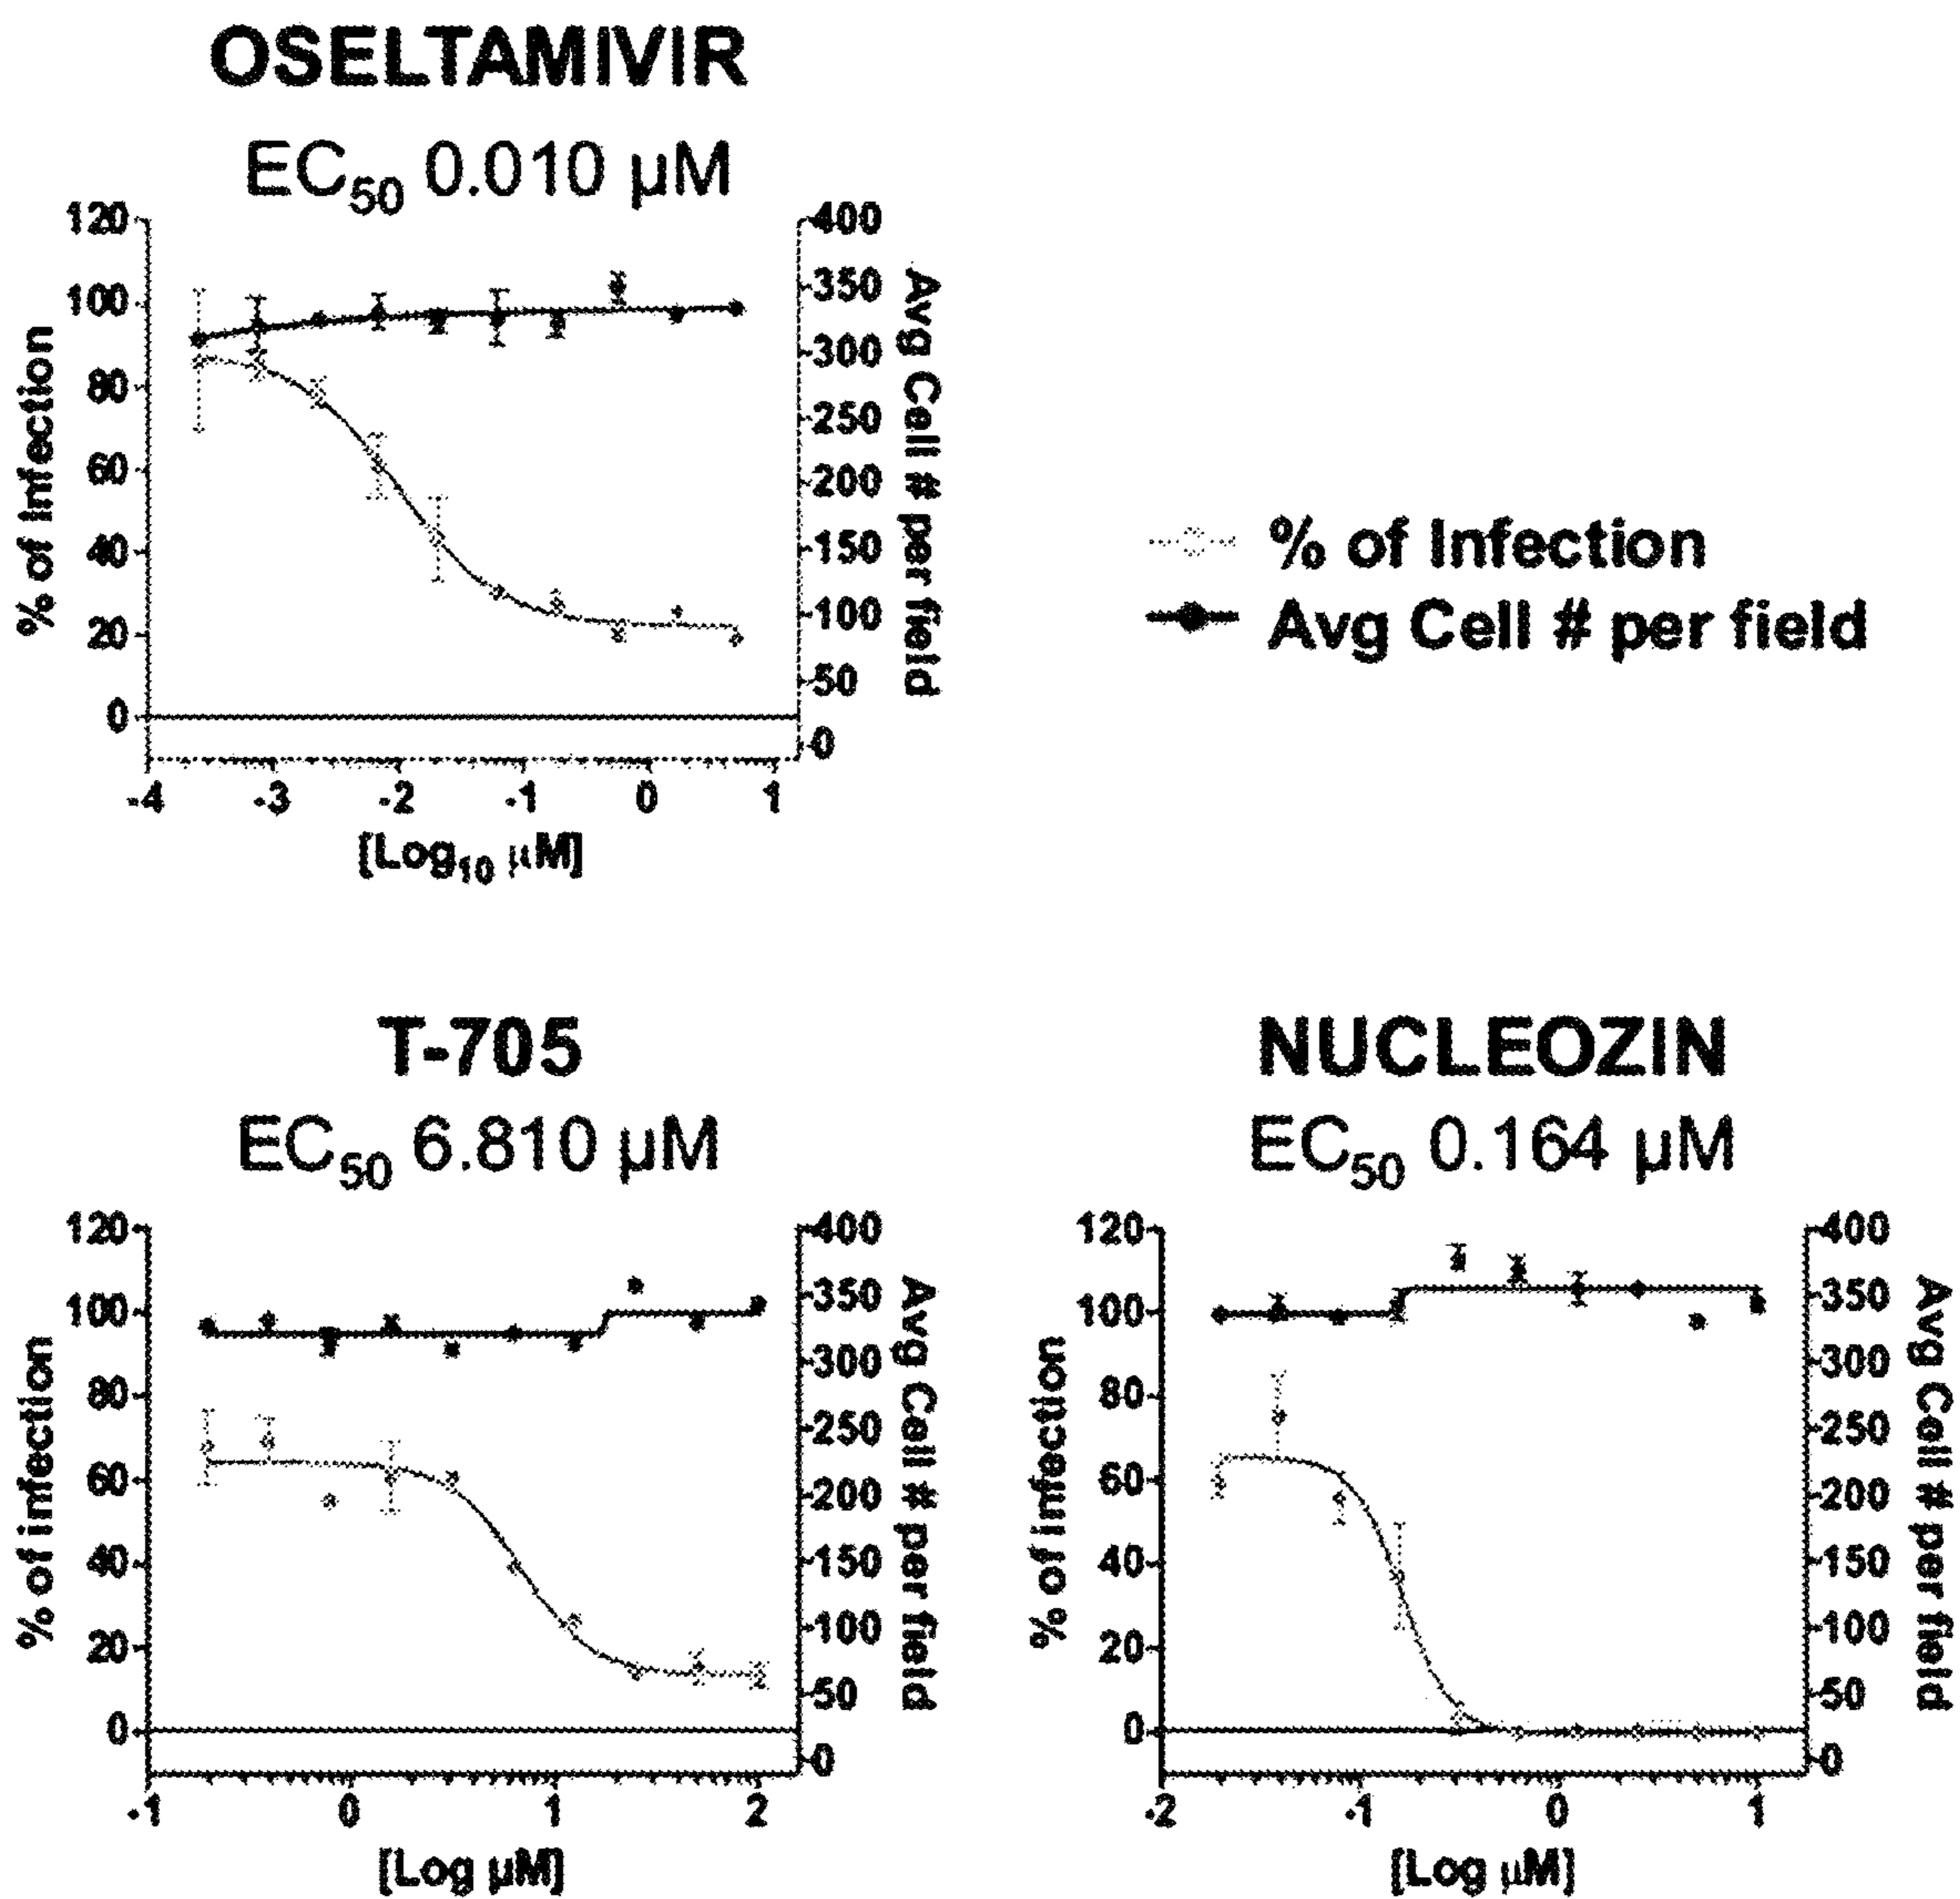 OSELTAMIVIR
EC50 0.010 µM
120
100
80
60
40
20
0
% of Infection
400
350
300
250
200
150
100
50
0
Avg Cell # per field
-4 -3 -2 -1 0 1
[Log10 µM]
% of Infection
Avg Cell # per field
T-705
EC50 6.810 µM
120
100
80
60
40
20
0
% of infection
400
350
300
250
200
150
100
50
0
Avg Cell # per field
-1 0 1 2
[Log µM]
NUCLEOZIN
EC50 0.164 µM
120
100
80
60
40
20
0
% of infection
400
350
300
250
200
150
100
50
0
Avg Cell # per field
-2 -1 0 1
[Log µM]